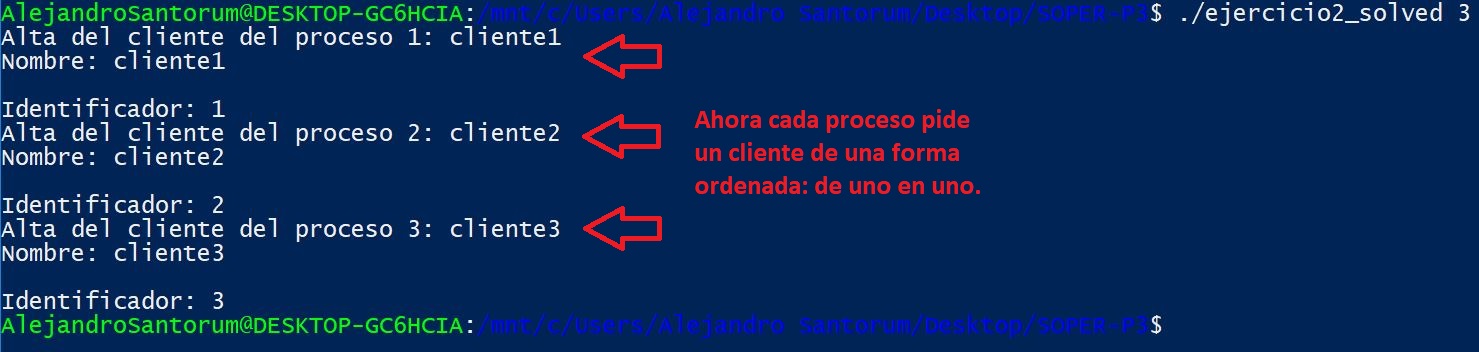 AlejandroSantorum@DESKTOP-GC6HCIA:/mnt/c/Users/Alejandro Santorum/Desktop/SOPER-P3$ ./ejercicio2_solved 3
Alta del cliente del proceso 1: cliente1
Nombre: cliente1
Identificador: 1
Alta del cliente del proceso 2: cliente2
Nombre: cliente2
Identificador: 2
Alta del cliente del proceso 3: cliente3
Nombre: cliente3
Identificador: 3
AlejandroSantorum@DESKTOP-GC6HCIA:/mnt/c/Users/Alejandro Santorum/Desktop/SOPER-P3$
Ahora cada proceso pide
un cliente de una forma
ordenada: de uno en uno.